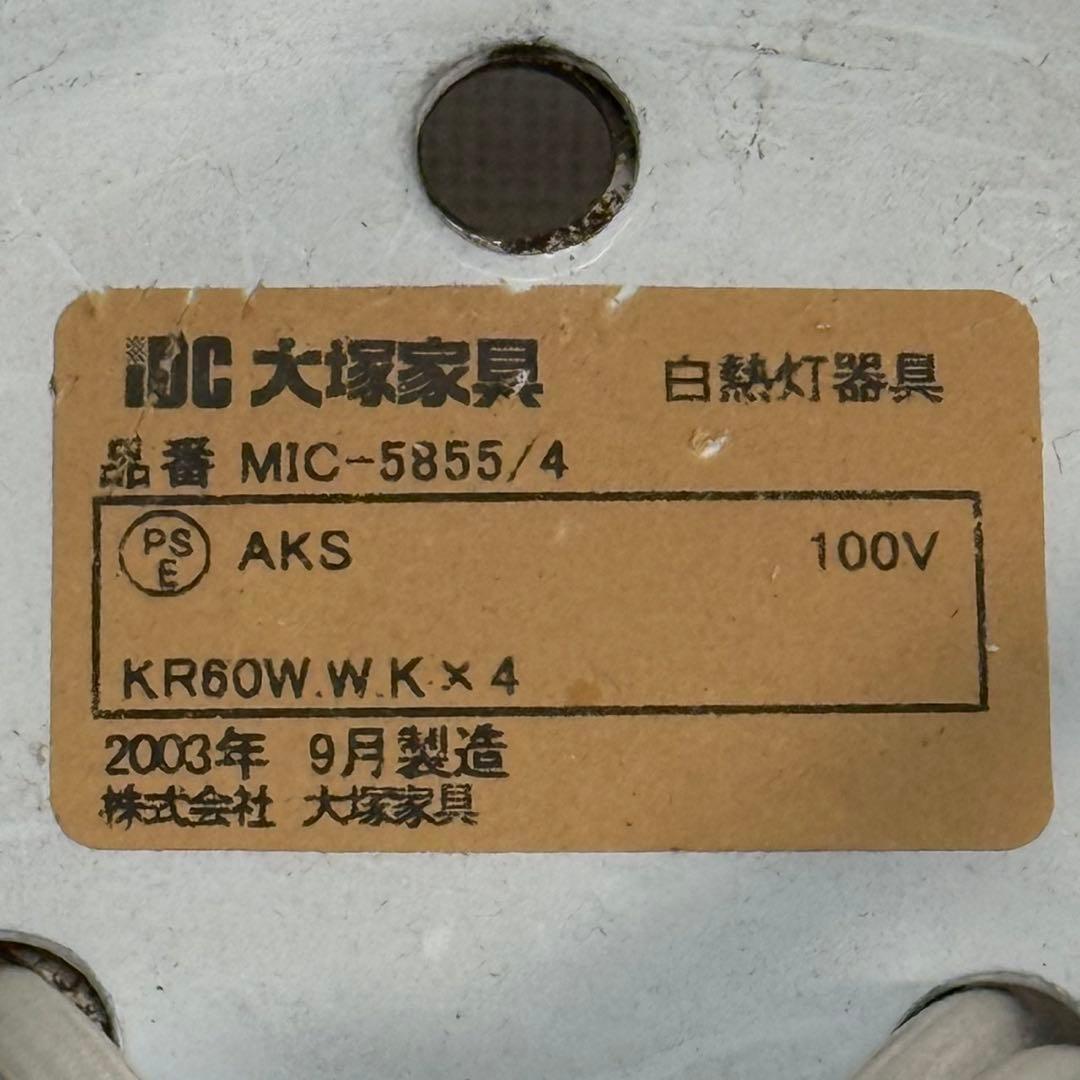 IDC 大塚家具 白熱灯器具
品番 MIC-5855/4
PSE AKS 100V
KR60W.W.K×4
2003年 9月製造
株式会社 大塚家具